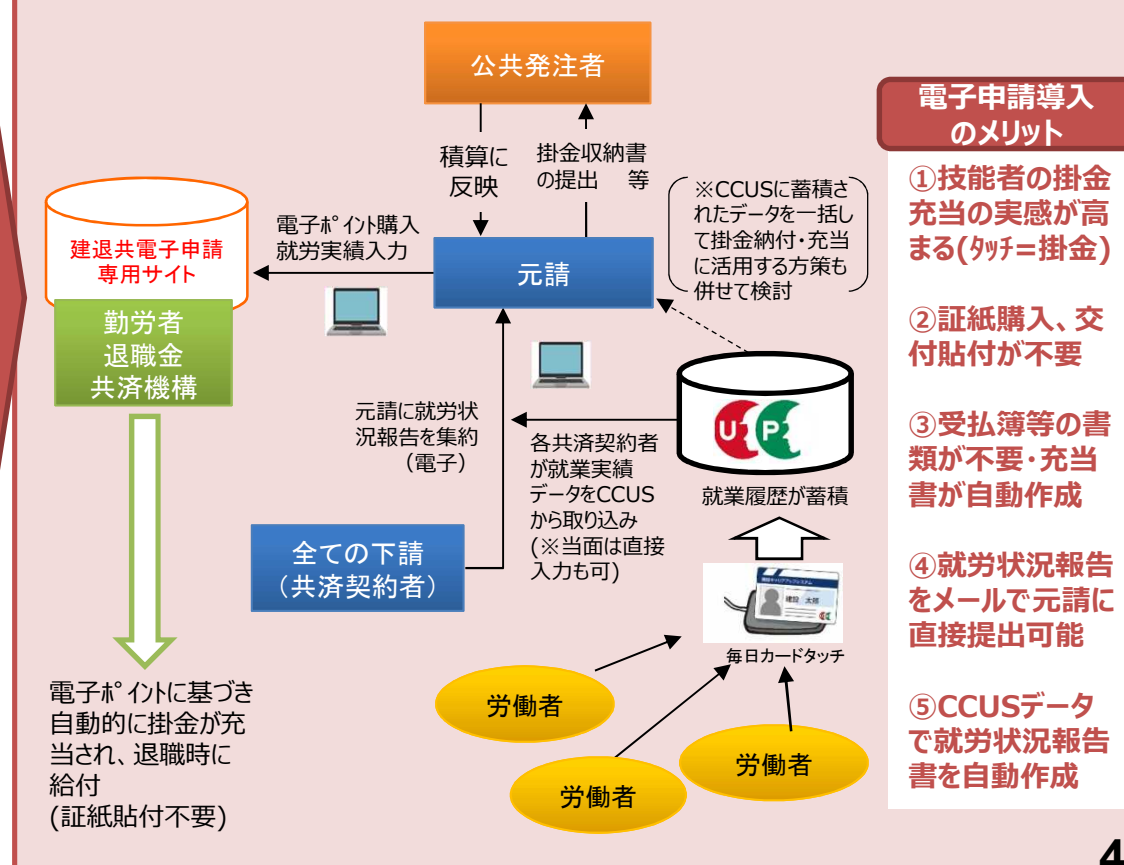 公共発注者
積算に
反映
掛金収納書
の提出　等
※CCUSに蓄積さ
れたデータを一括し
て掛金納付・充当
に活用する方策も
併せて検討
電子ﾎﾟｲﾝﾄ購入
就労実績入力
元請
建退共電子申請
専用サイト
勤労者
退職金
共済機構
元請に就労状
況報告を集約
（電子）
各共済契約者
が就業実績
データをCCUS
から取り込み
(※当面は直接
入力も可)
就業履歴が蓄積
全ての下請
（共済契約者）
毎日カードタッチ
労働者
労働者
労働者
電子ﾎﾟｲﾝﾄに基づき
自動的に掛金が充
当され、退職時に
給付
(証紙貼付不要)
電子申請導入
のメリット
①技能者の掛金
充当の実感が高
まる(ﾀｯﾁ＝掛金)
②証紙購入、交
付貼付が不要
③受払簿等の書
類が不要・充当
書が自動作成
④就労状況報告
をメールで元請に
直接提出可能
⑤CCUSデータ
で就労状況報告
書を自動作成
4